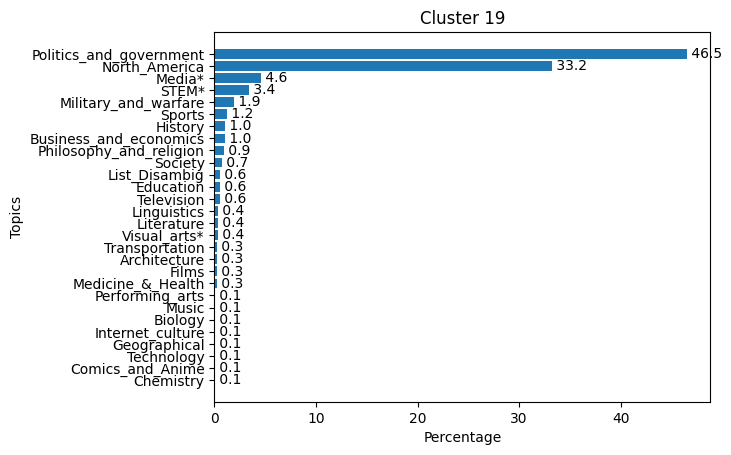 Cluster 19
Politics_and_government 46.5
North_America 33.2
Media* 4.6
STEM* 3.4
Military_and_warfare 1.9
Sports 1.2
History 1.0
Business_and_economics 1.0
Philosophy_and_religion 0.9
Society 0.7
List_Disambig 0.6
Education 0.6
Television 0.6
Linguistics 0.4
Literature 0.4
Visual_arts* 0.4
Transportation 0.3
Architecture 0.3
Films 0.3
Medicine_&_Health 0.3
Performing_arts 0.1
Music 0.1
Biology 0.1
Internet_culture 0.1
Geographical 0.1
Technology 0.1
Comics_and_Anime 0.1
Chemistry 0.1
Topics
0 10 20 30 40
Percentage